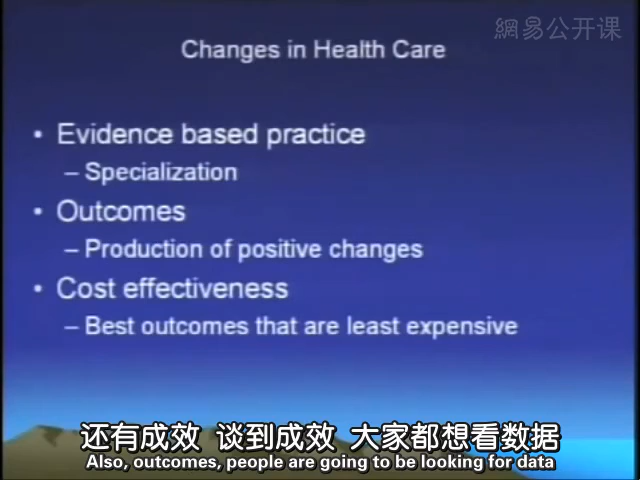 網易公开课
Changes in Health Care
• Evidence based practice
– Specialization
• Outcomes
– Production of positive changes
• Cost effectiveness
– Best outcomes that are least expensive
还有成效 谈到成效 大家都想看数据
Also, outcomes, people are going to be looking for data